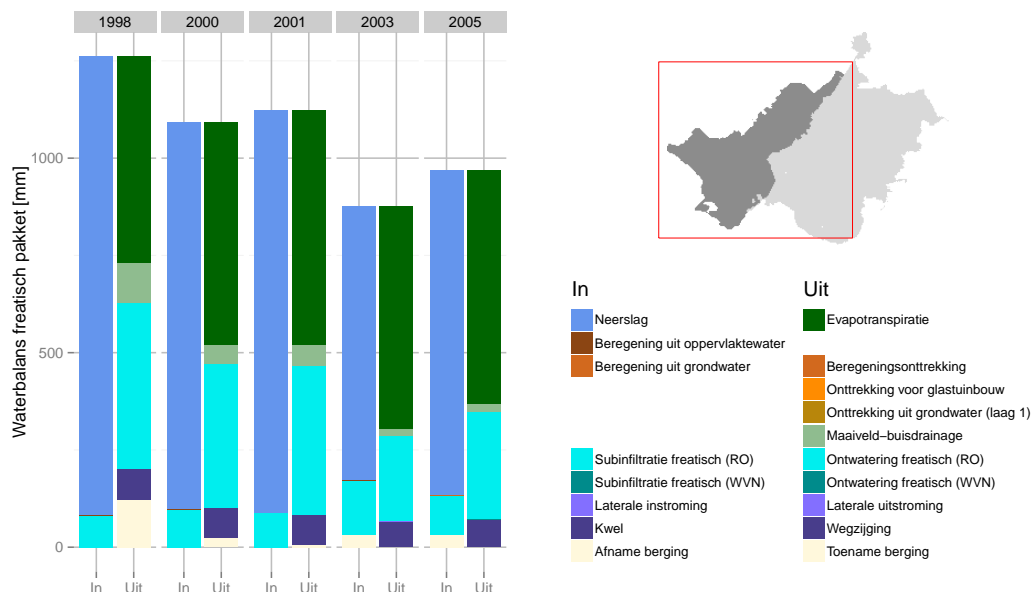 1998 2000 2001 2003 2005
Waterbalans freatisch pakket [mm]
1000
500
0
In Uit In Uit In Uit In Uit In Uit
In
Neerslag
Beregening uit oppervlaktewater
Beregening uit grondwater
Subinfiltratie freatisch (RO)
Subinfiltratie freatisch (WVN)
Laterale instroming
Kwel
Afname berging
Uit
Evapotranspiratie
Beregeningsonttrekking
Onttrekking voor glastuinbouw
Onttrekking uit grondwater (laag 1)
Maaiveld−buisdrainage
Ontwatering freatisch (RO)
Ontwatering freatisch (WVN)
Laterale uitstroming
Wegzijging
Toename berging